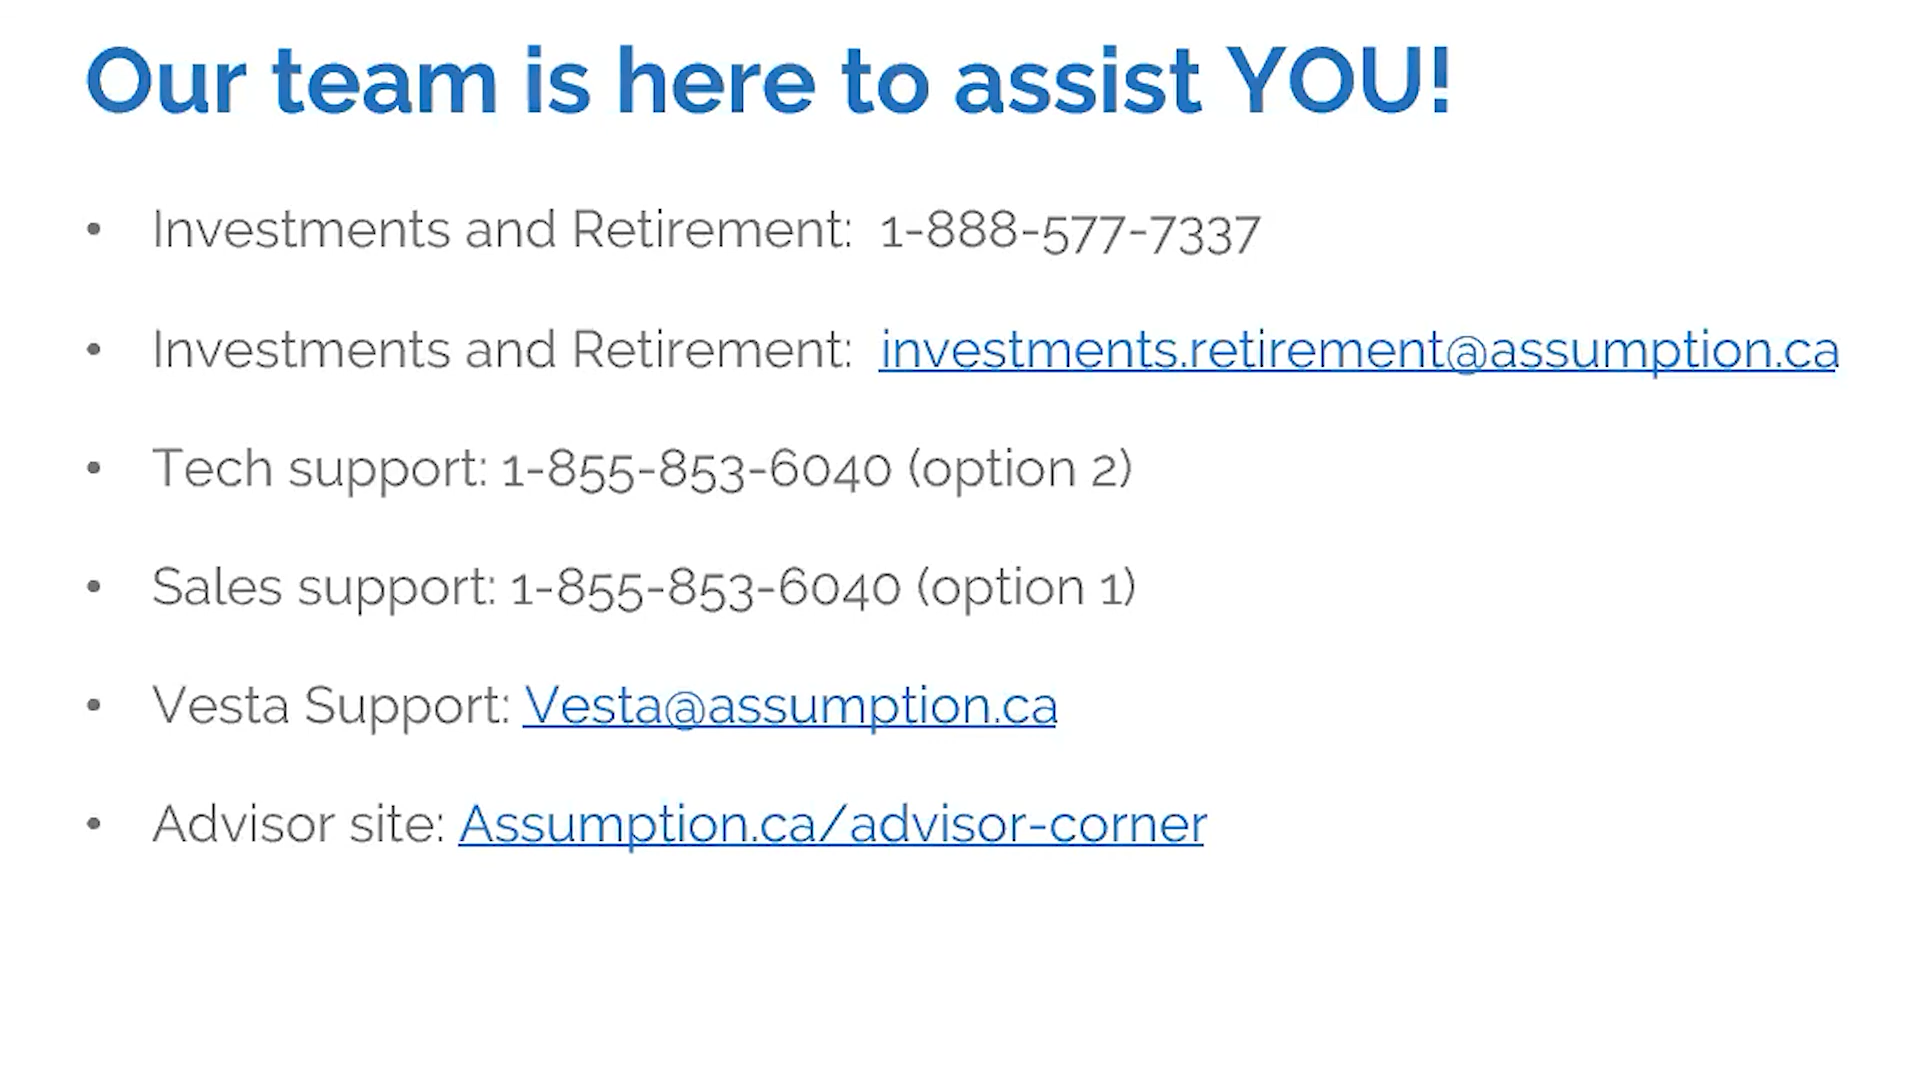 Our team is here to assist YOU!
• Investments and Retirement: 1-888-577-7337
• Investments and Retirement: investments.retirement@assumption.ca
• Tech support: 1-855-853-6040 (option 2)
• Sales support: 1-855-853-6040 (option 1)
• Vesta Support: Vesta@assumption.ca
• Advisor site: Assumption.ca/advisor-corner